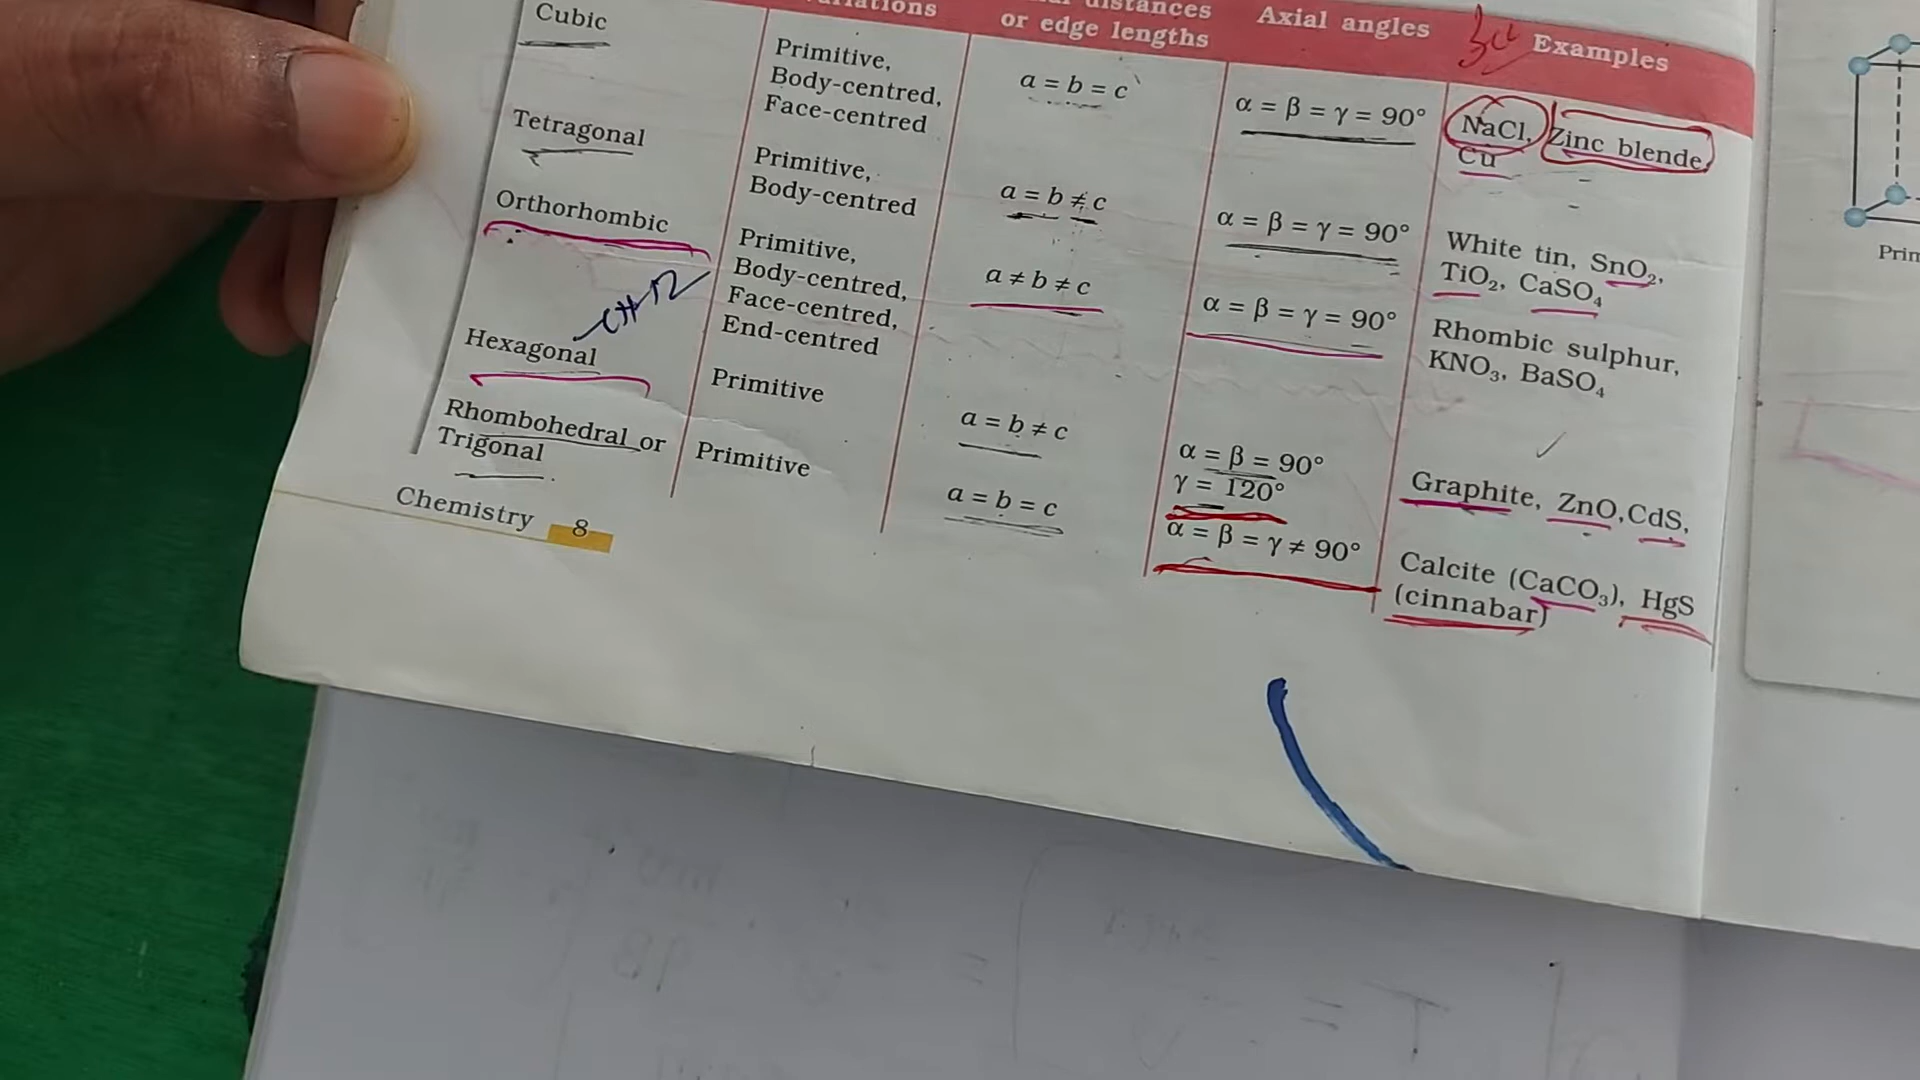 Cubic
Primitive,
Body-centred,
Face-centred
or edge lengths
a = b = c
Axial angles
α = β = γ = 90°
Examples
NaCl, Zinc blende,
Cu
Tetragonal
Primitive,
Body-centred
a = b ≠ c
α = β = γ = 90°
White tin, SnO₂,
TiO₂, CaSO₄
Orthorhombic
Primitive,
Body-centred,
Face-centred,
End-centred
a ≠ b ≠ c
α = β = γ = 90°
Rhombic sulphur,
KNO₃, BaSO₄
Hexagonal
Primitive
a = b ≠ c
α = β = 90°
γ = 120°
Graphite, ZnO,CdS,
Rhombohedral or
Trigonal
Primitive
a = b = c
α = β = γ ≠ 90°
Calcite (CaCO₃), HgS
(cinnabar)
Chemistry 8